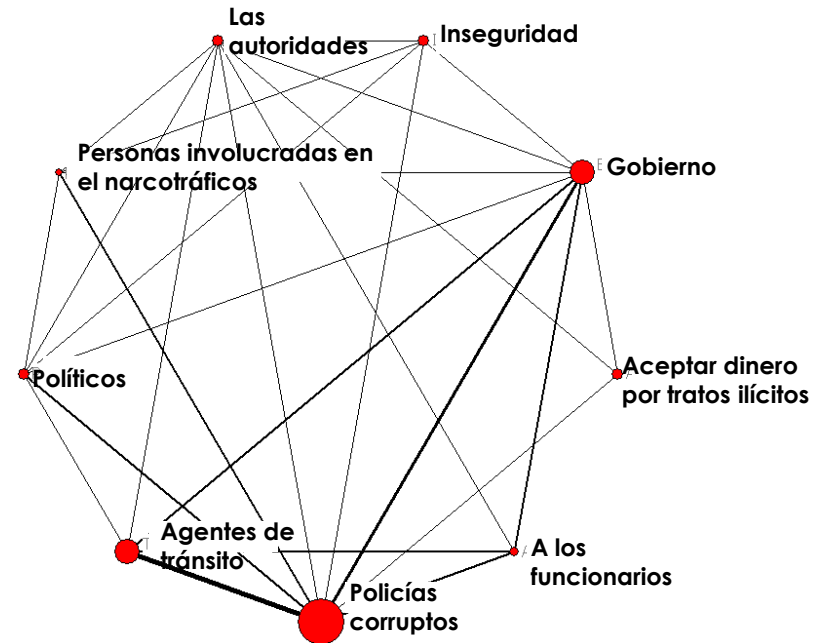 Las
autoridades
Inseguridad
Personas involucradas en
el narcotráficos
Gobierno
Políticos
Aceptar dinero
por tratos ilícitos
Agentes de
tránsito
A los
funcionarios
Policías
corruptos